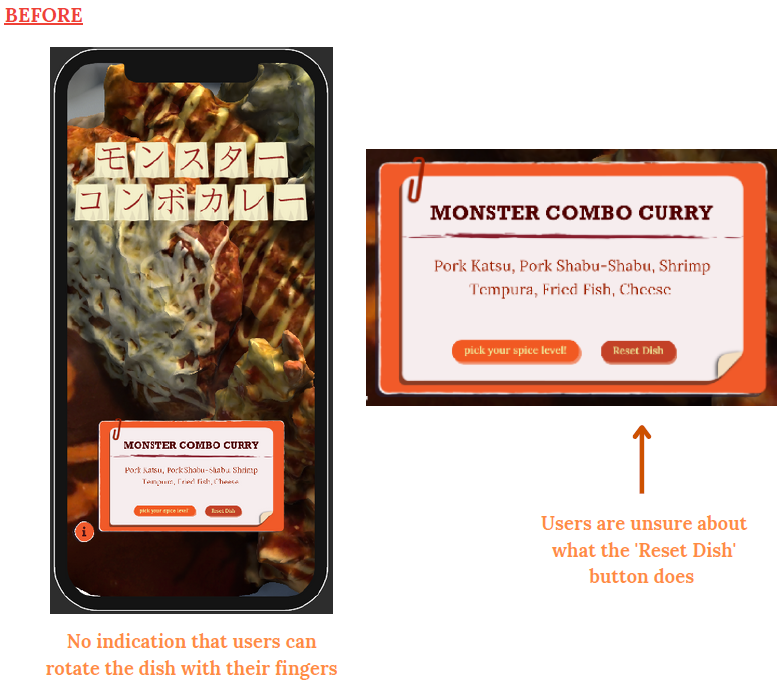 BEFORE
モンスター
コンボカレー
MONSTER COMBO CURRY
Pork Katsu, Pork Shabu-Shabu, Shrimp
Tempura, Fried Fish, Cheese
pick your spice level!
Reset Dish
i
No indication that users can
rotate the dish with their fingers
MONSTER COMBO CURRY
Pork Katsu, Pork Shabu-Shabu, Shrimp
Tempura, Fried Fish, Cheese
pick your spice level!
Reset Dish
Users are unsure about
what the 'Reset Dish'
button does